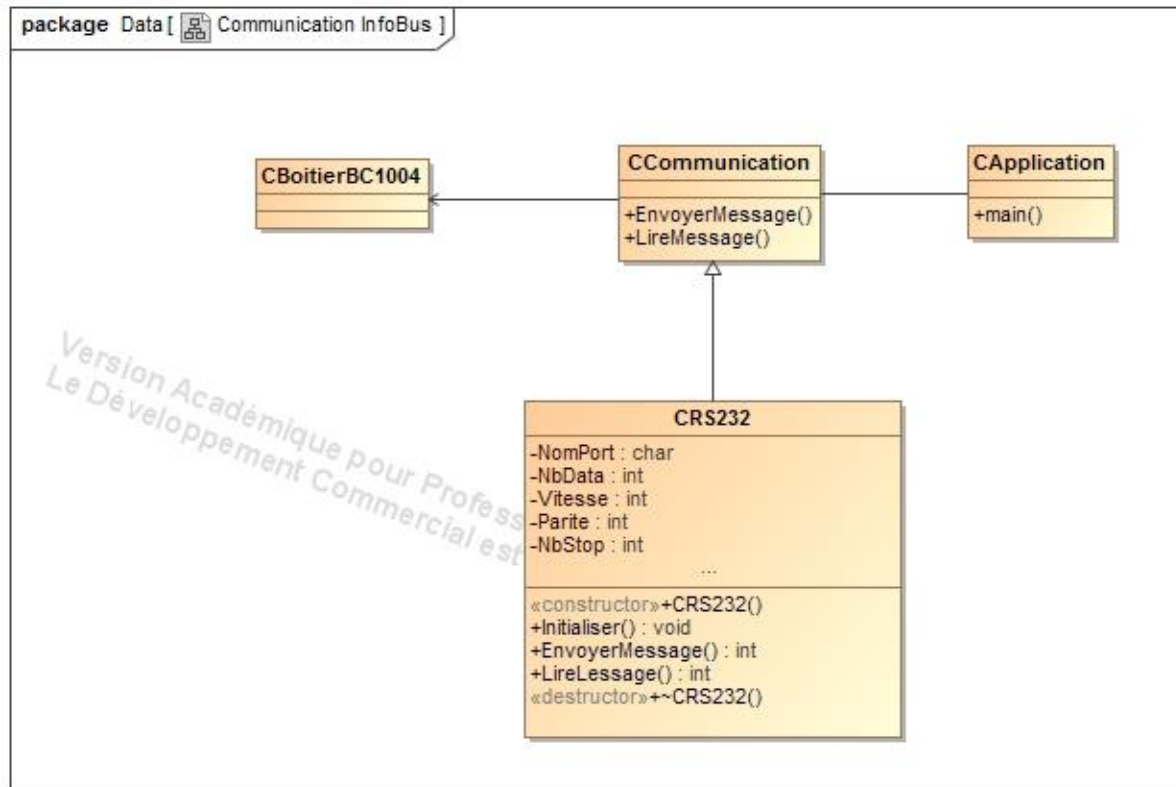 package Data [ Communication InfoBus ]
CBoitierBC1004
CCommunication
+EnvoyerMessage()
+LireMessage()
CApplication
+main()
Version Académique pour Profess
Le Développement Commercial est
CRS232
-NomPort : char
-NbData : int
-Vitesse : int
-Parite : int
-NbStop : int
...
«constructor»+CRS232()
+Initialiser() : void
+EnvoyerMessage() : int
+LireLessage() : int
«destructor»+~CRS232()